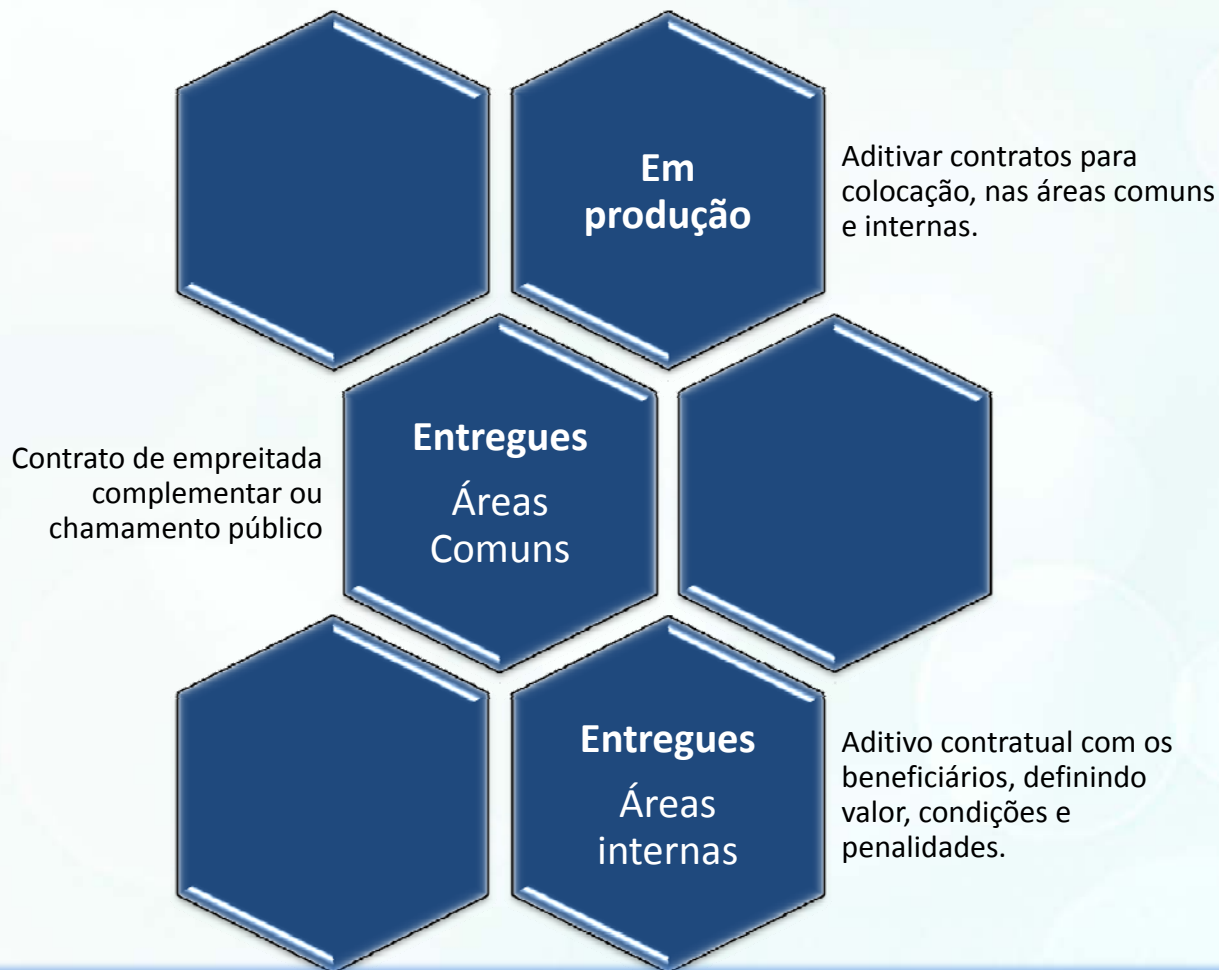 Em
produção
Aditivar contratos para
colocação, nas áreas comuns
e internas.
Contrato de empreitada
complementar ou
chamamento público
Entregues
Áreas
Comuns
Entregues
Áreas
internas
Aditivo contratual com os
beneficiários, definindo
valor, condições e
penalidades.